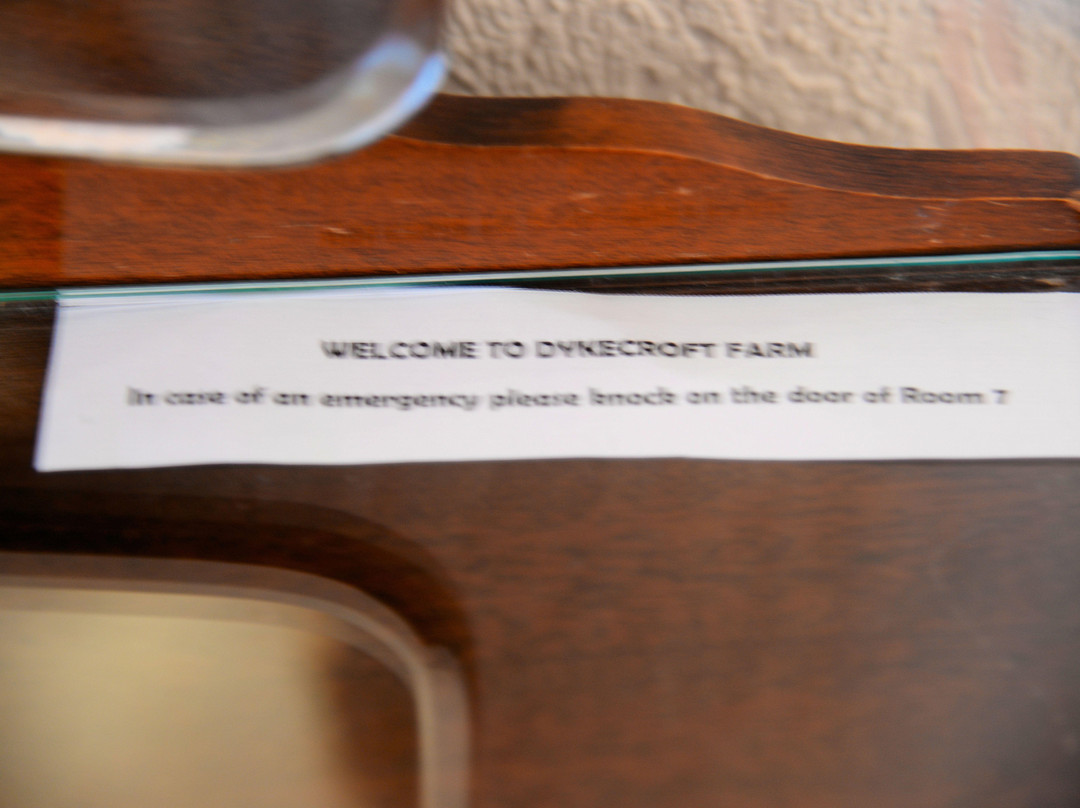 WELCOME TO DYKECROFT FARM
In case of an emergency please knock on the door of Room 7